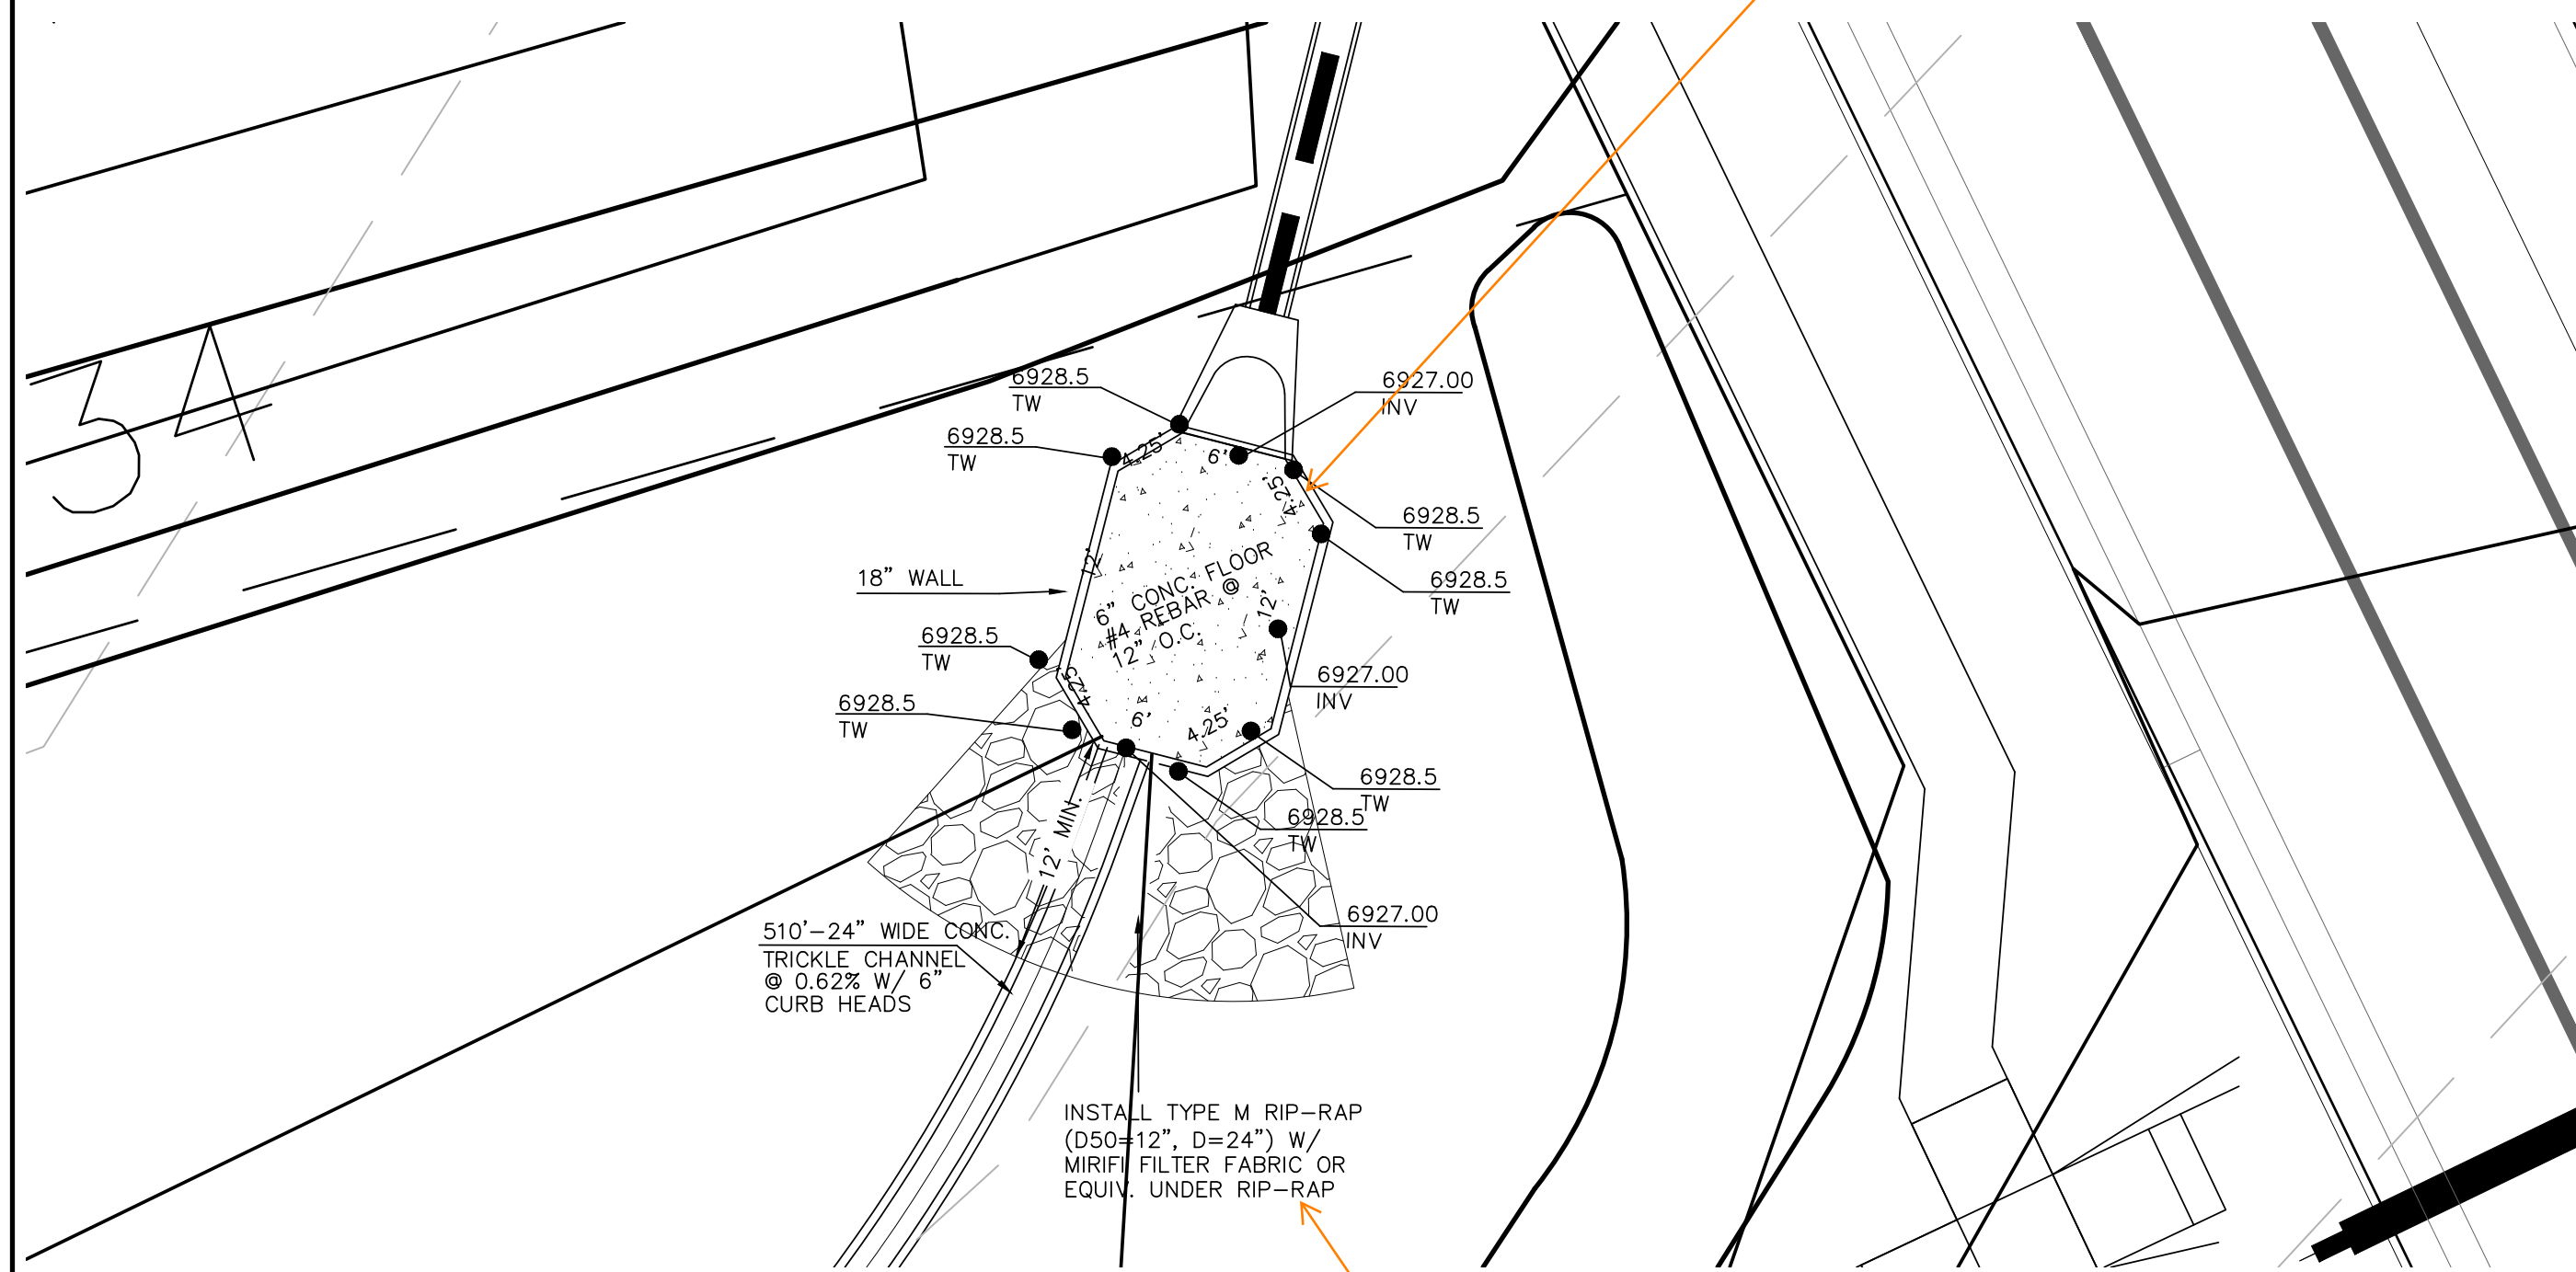 34
6928.5
TW
6927.00
INV
6928.5
TW
4.25'
6'
4.25'
6928.5
TW
18" WALL
12'
6" CONC. FLOOR
#4 REBAR @
12" O.C.
12'
6928.5
TW
6928.5
TW
6927.00
INV
4.25
6928.5
TW
6'
4.25'
6928.5
TW
6928.5
TW
12' MIN.
6927.00
INV
510'-24" WIDE CONC.
TRICKLE CHANNEL
@ 0.62% W/ 6"
CURB HEADS
INSTALL TYPE M RIP-RAP
(D50=12", D=24") W/
MIRIFI FILTER FABRIC OR
EQUIV. UNDER RIP-RAP